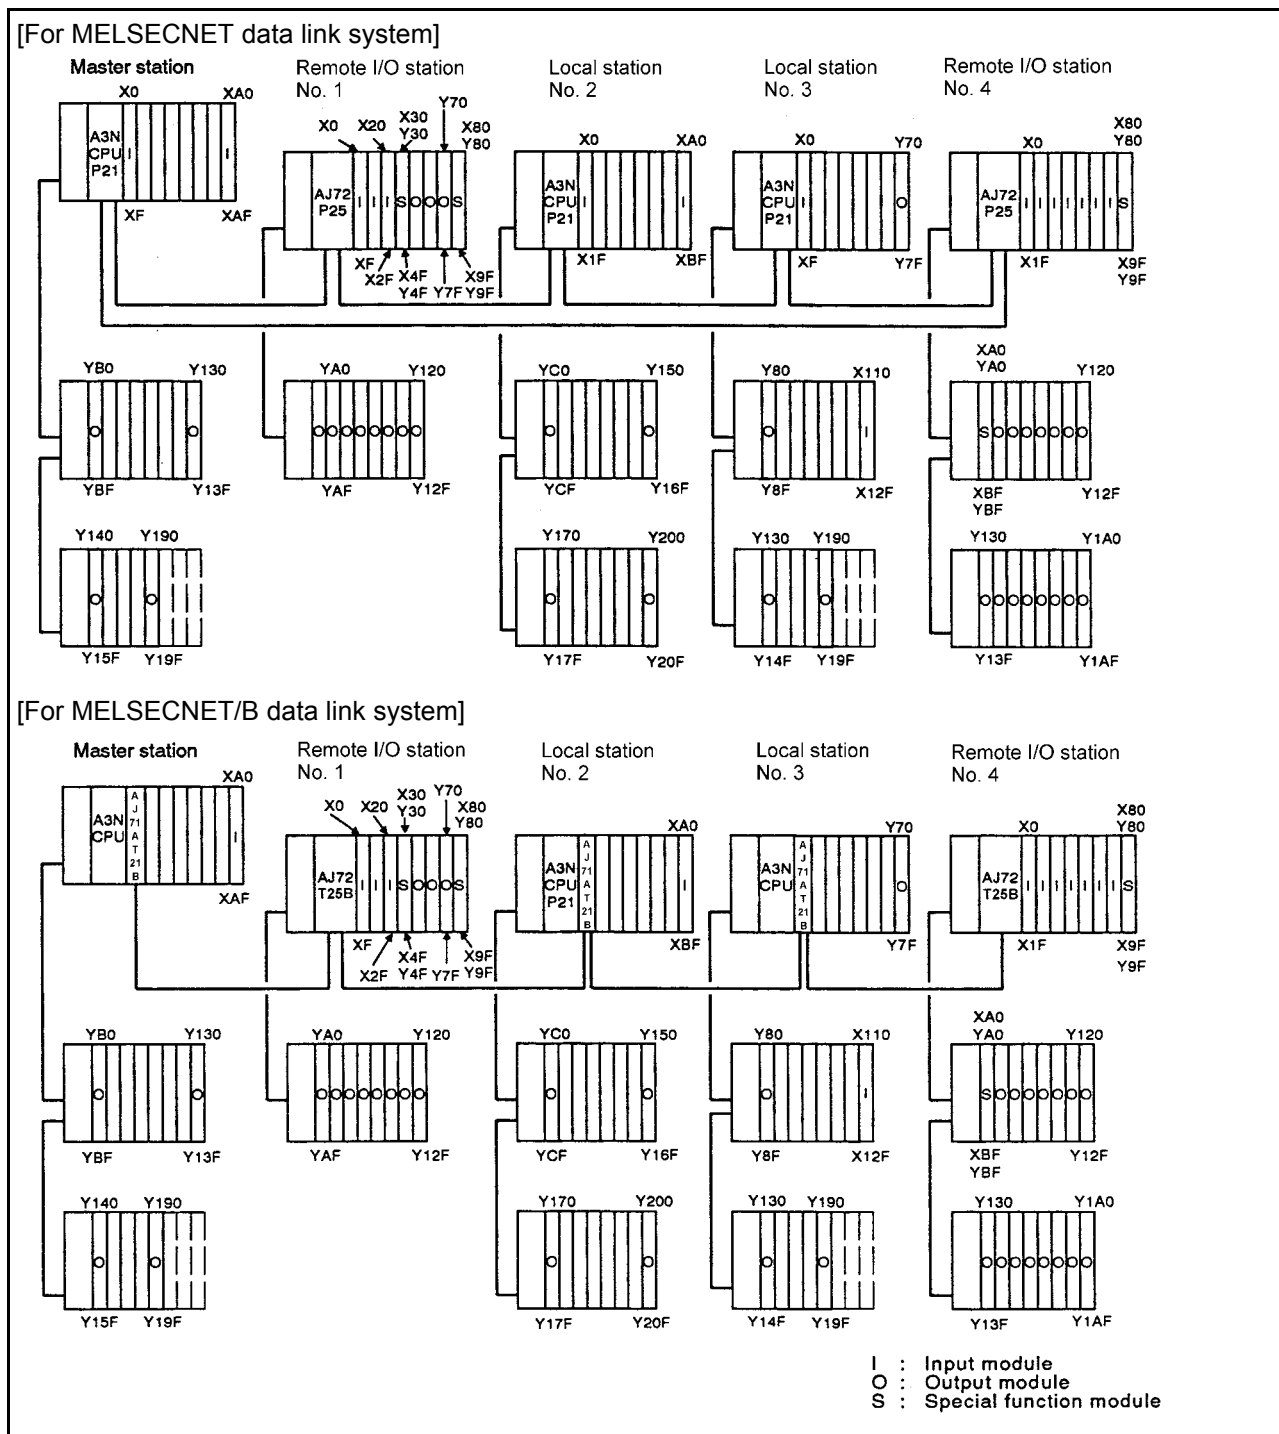 [For MELSECNET data link system]
Master station
Remote I/O station
No. 1
Local station
No. 2
Local station
No. 3
Remote I/O station
No. 4
X0 XA0
A3N
CPU
P21
I I
XF XAF
X0 X20 X30
Y30 Y70 X80
Y80
AJ72
P25
I I I S O O O S
XF X2F X4F
Y4F Y7F X9F
Y9F
X0 XA0
A3N
CPU
P21
I I
X1F XBF
X0 Y70
A3N
CPU
P21
I O
XF Y7F
X0 X80
Y80
AJ72
P25
I I I I I I I S
X1F X9F
Y9F
YB0 Y130
O O
YBF Y13F
YA0 Y120
O O O O O O O O
YAF Y12F
YC0 Y150
O O
YCF Y16F
Y80 X110
O I
Y8F X12F
XA0
YA0 Y120
S O O O O O O O
XBF
YBF Y12F
Y140 Y190
O O
Y15F Y19F
Y170 Y200
O O
Y17F Y20F
Y130 Y190
O O
Y14F Y19F
Y130 Y1A0
O O O O O O O O
Y13F Y1AF
[For MELSECNET/B data link system]
Master station
Remote I/O station
No. 1
Local station
No. 2
Local station
No. 3
Remote I/O station
No. 4
XA0
A3N
CPU
A
J
71
A
T
21
B
I
XAF
X0 X20 X30
Y30 Y70 X80
Y80
AJ72
T25B
I I I S O O O S
XF X2F X4F
Y4F Y7F X9F
Y9F
XA0
A3N
CPU
P21
A
J
71
A
T
21
B
I
XBF
Y70
A3N
CPU
A
J
71
A
T
21
B
O
Y7F
X0 X80
Y80
AJ72
T25B
I I I I I I I S
X1F X9F
Y9F
YB0 Y130
O O
YBF Y13F
YA0 Y120
O O O O O O O O
YAF Y12F
YC0 Y150
O O
YCF Y16F
Y80 X110
O I
Y8F X12F
XA0
YA0 Y120
S O O O O O O O
XBF
YBF Y12F
Y140 Y190
O O
Y15F Y19F
Y170 Y200
O O
Y17F Y20F
Y130 Y190
O O
Y14F Y19F
Y130 Y1A0
O O O O O O O O
Y13F Y1AF
I : Input module
O : Output module
S : Special function module